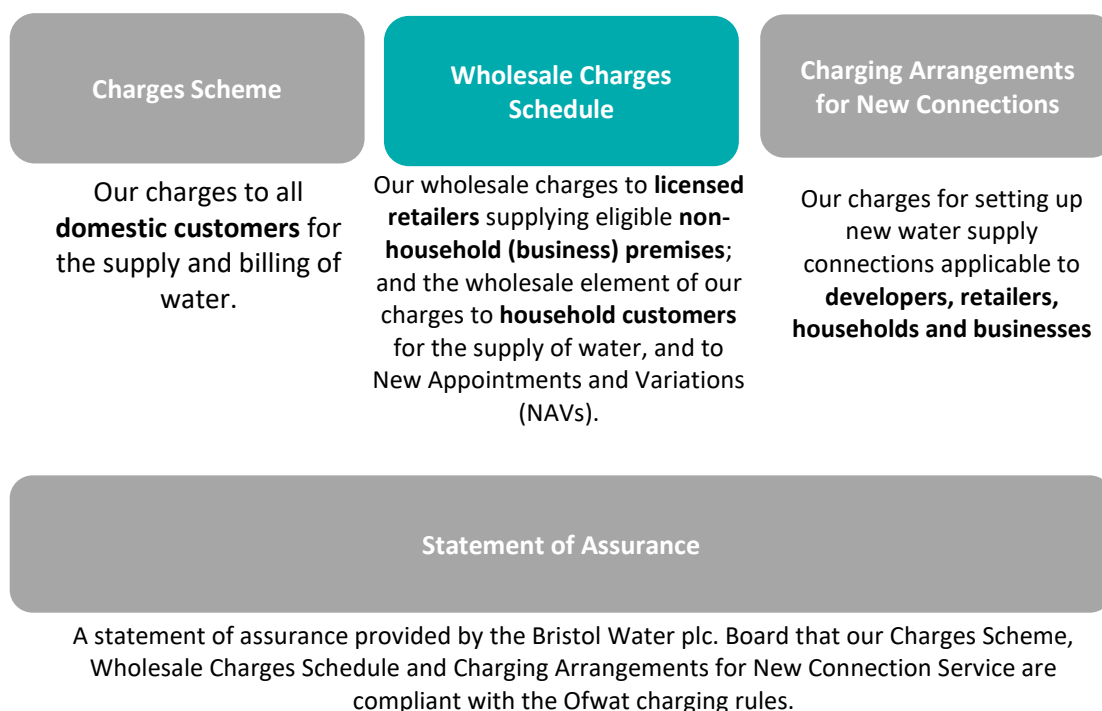 Charges Scheme
Our charges to all
domestic customers for
the supply and billing of
water.
Wholesale Charges
Schedule
Our wholesale charges to licensed
retailers supplying eligible non-
household (business) premises;
and the wholesale element of our
charges to household customers
for the supply of water, and to
New Appointments and Variations
(NAVs).
Charging Arrangements
for New Connections
Our charges for setting up
new water supply
connections applicable to
developers, retailers,
households and businesses
Statement of Assurance
A statement of assurance provided by the Bristol Water plc. Board that our Charges Scheme,
Wholesale Charges Schedule and Charging Arrangements for New Connection Service are
compliant with the Ofwat charging rules.